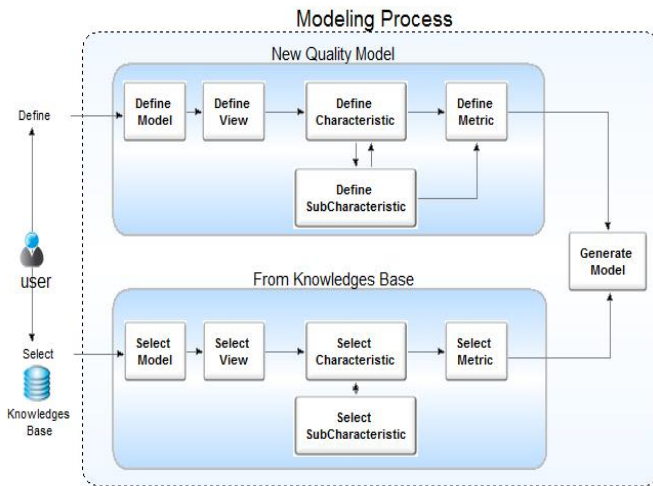 Modeling Process
New Quality Model
Define
Define
Model
Define
View
Define
Characteristic
Define
Metric
Define
SubCharacteristic
user
Generate
Model
From Knowledges Base
Select
Select
Model
Select
View
Select
Characteristic
Select
Metric
Select
SubCharacteristic
Knowledges
Base